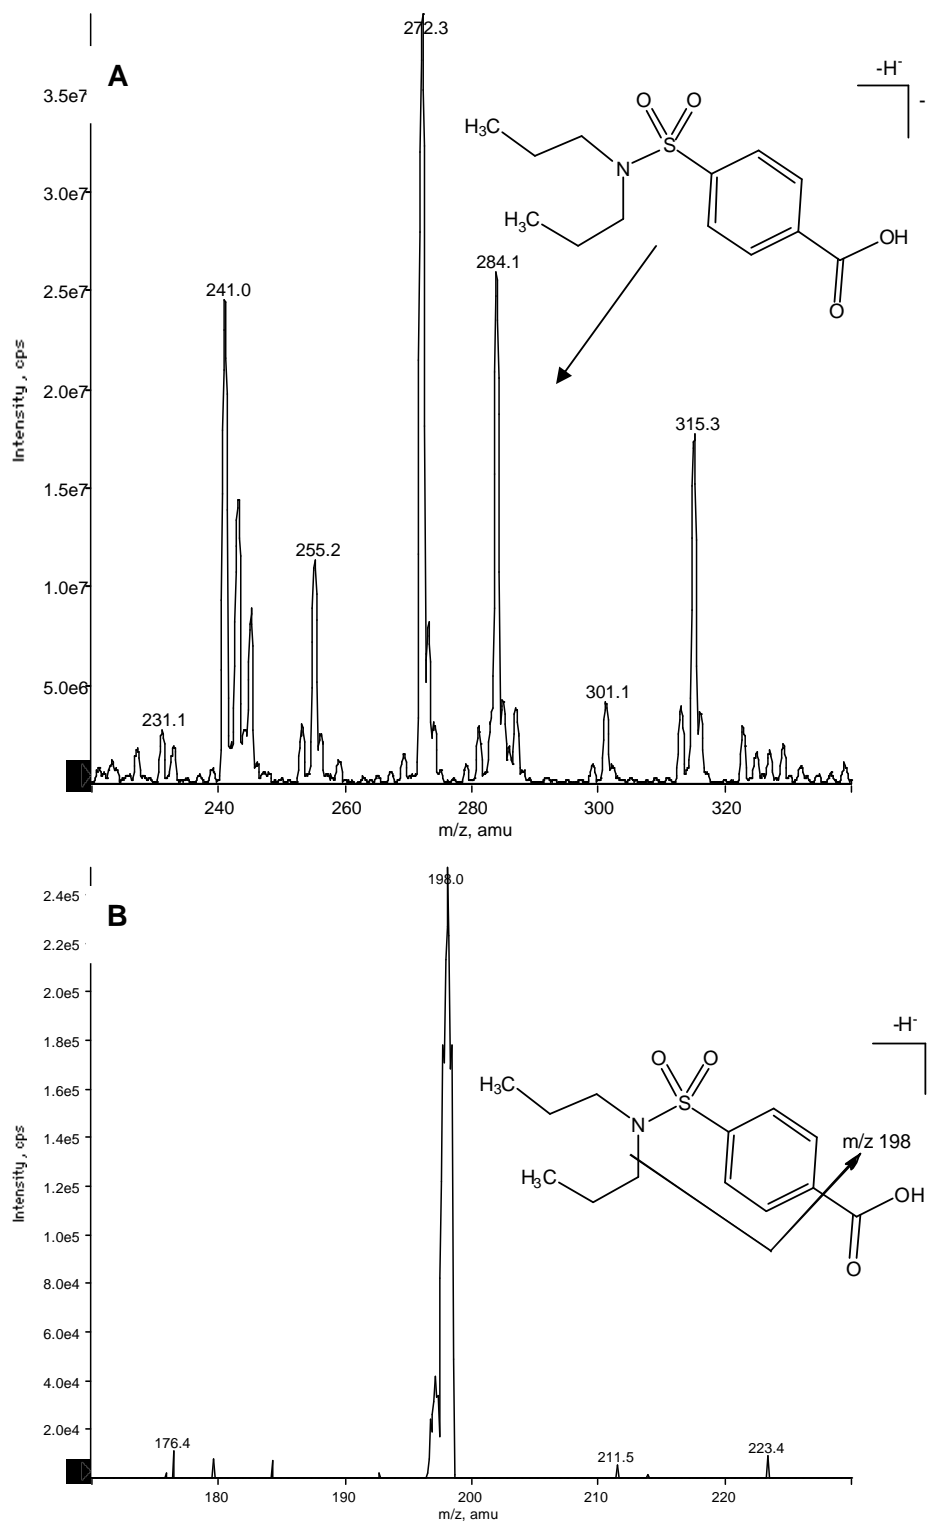 272.3
A
-H-
-
3.5e7
O O
H3C
S
N
3.0e7
H3C
OH
284.1
2.5e7
241.0
O
Intensity, cps
2.0e7
315.3
1.5e7
255.2
1.0e7
5.0e6
301.1
231.1
240 260 280 300 320
m/z, amu
198.0
2.4e5
B
2.2e5
2.0e5
-H-
1.8e5
O O
H3C
S
1.6e5
N
1.4e5
m/z 198
Intensity, cps
1.2e5
H3C
OH
1.0e5
O
8.0e4
6.0e4
4.0e4
2.0e4
176.4
211.5
223.4
180 190 200 210 220
m/z, amu